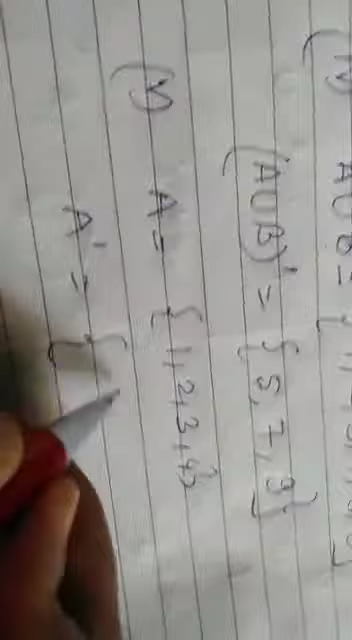 A ∪ B = {
(A ∪ B)' = {5, 7, 9}
(v) A = {1, 2, 3, 4}
A' = {